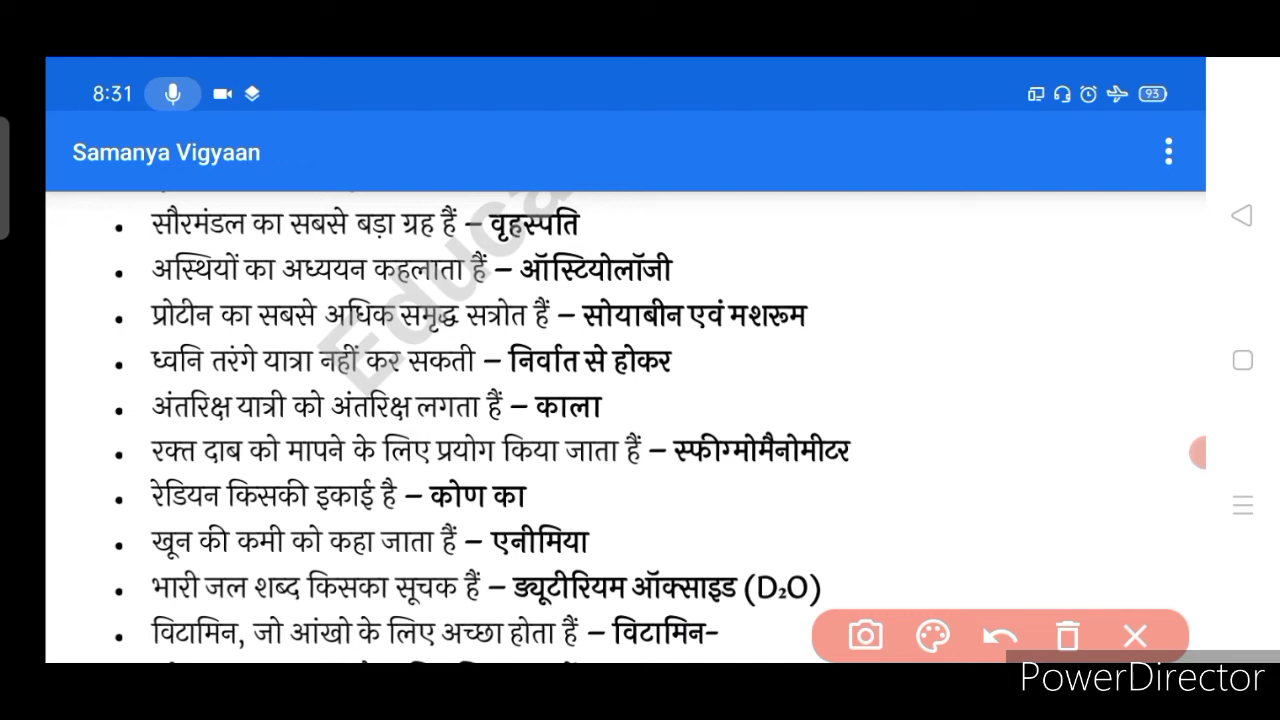 8:31
93
Samanya Vigyaan
Educa
• सौरमंडल का सबसे बड़ा ग्रह हैं – वृहस्पति
• अस्थियों का अध्ययन कहलाता हैं – ऑस्टियोलॉजी
• प्रोटीन का सबसे अधिक समृद्ध सत्रोत हैं – सोयाबीन एवं मशरूम
• ध्वनि तरंगे यात्रा नहीं कर सकती – निर्वात से होकर
• अंतरिक्ष यात्री को अंतरिक्ष लगता हैं – काला
• रक्त दाब को मापने के लिए प्रयोग किया जाता हैं – स्फीग्मोमैनोमीटर
• रेडियन किसकी इकाई है – कोण का
• खून की कमी को कहा जाता हैं – एनीमिया
• भारी जल शब्द किसका सूचक हैं – ड्यूटीरियम ऑक्साइड (D₂O)
• विटामिन, जो आंखो के लिए अच्छा होता हैं – विटामिन-
PowerDirector